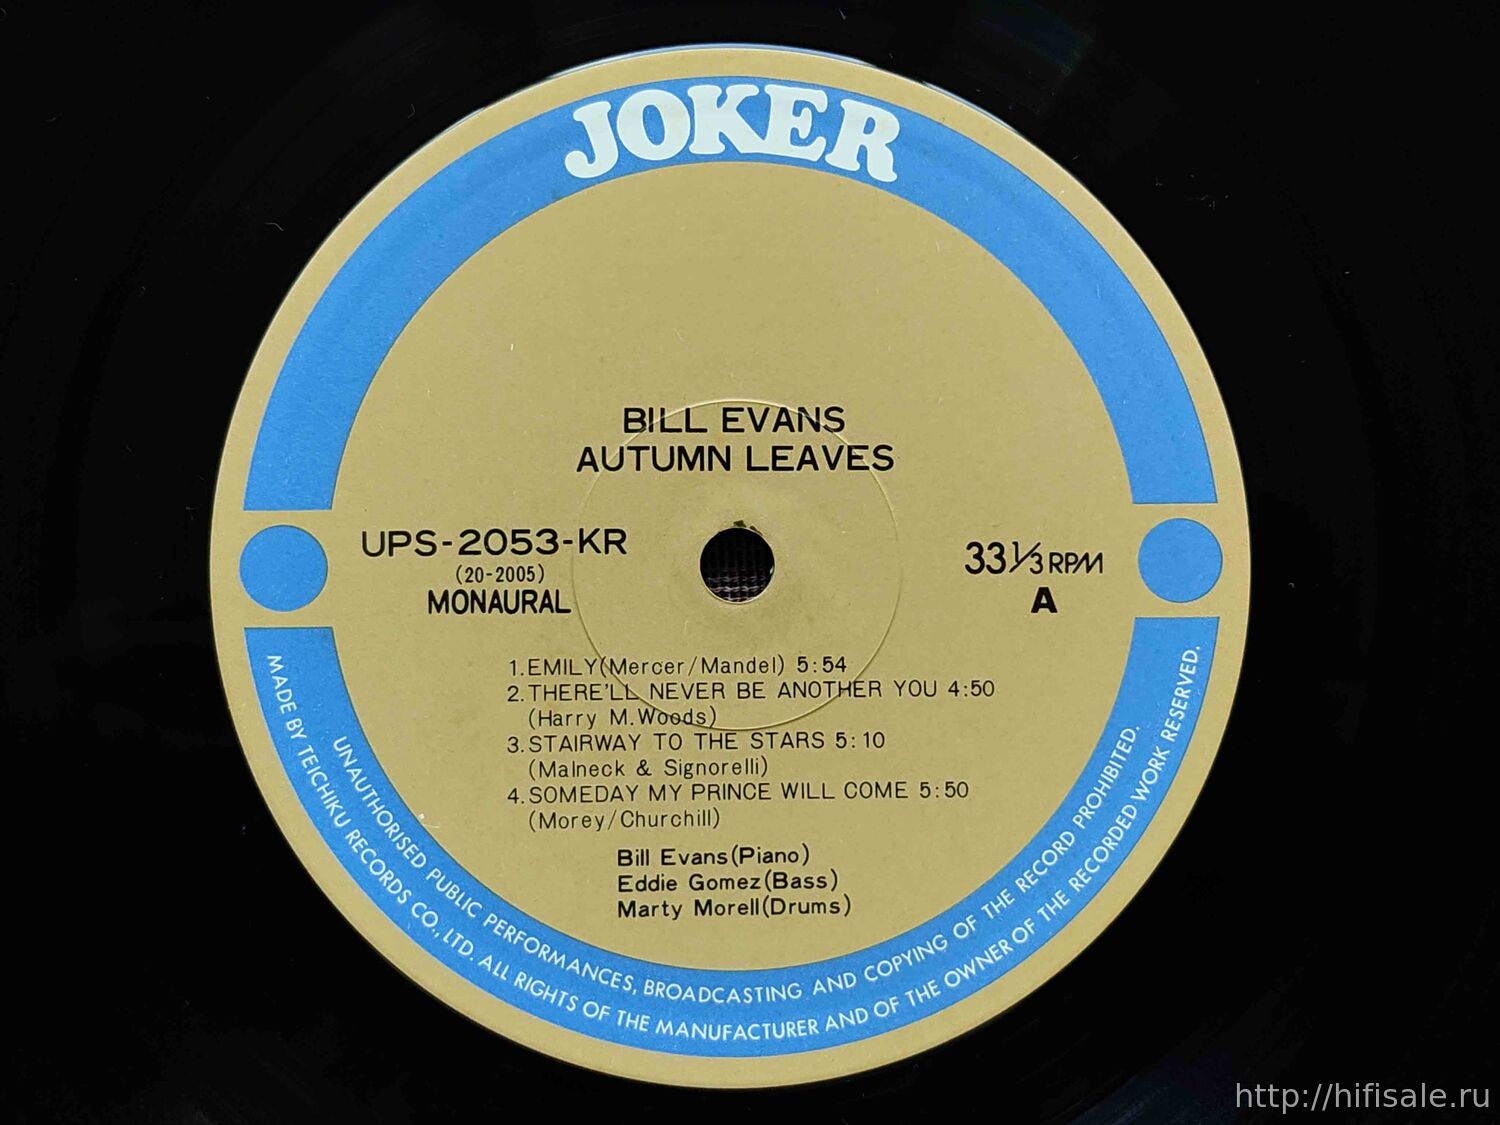 JOKER
BILL EVANS
AUTUMN LEAVES
UPS-2053-KR
(20-2005)
MONAURAL
33 1/3 RPM
A
1.EMILY(Mercer/Mandel) 5:54
2.THERE'LL NEVER BE ANOTHER YOU 4:50
(Harry M.Woods)
3.STAIRWAY TO THE STARS 5:10
(Malneck & Signorelli)
4.SOMEDAY MY PRINCE WILL COME 5:50
(Morey/Churchill)
Bill Evans(Piano)
Eddie Gomez(Bass)
Marty Morell(Drums)
UNAUTHORISED PUBLIC PERFORMANCES, BROADCASTING AND COPYING OF THE RECORD PROHIBITED.
MADE BY TEICHIKU RECORDS CO., LTD. ALL RIGHTS OF THE MANUFACTURER AND OF THE OWNER OF THE RECORDED WORK RESERVED.
http://hifisale.ru